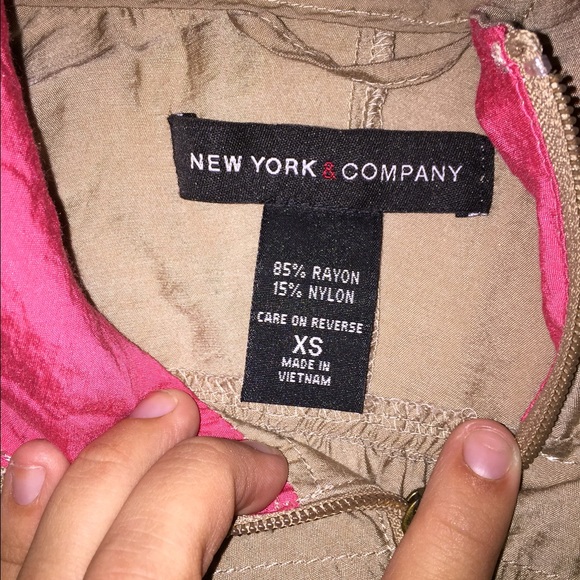 NEW YORK & COMPANY
85% RAYON
15% NYLON
CARE ON REVERSE
XS
MADE IN
VIETNAM